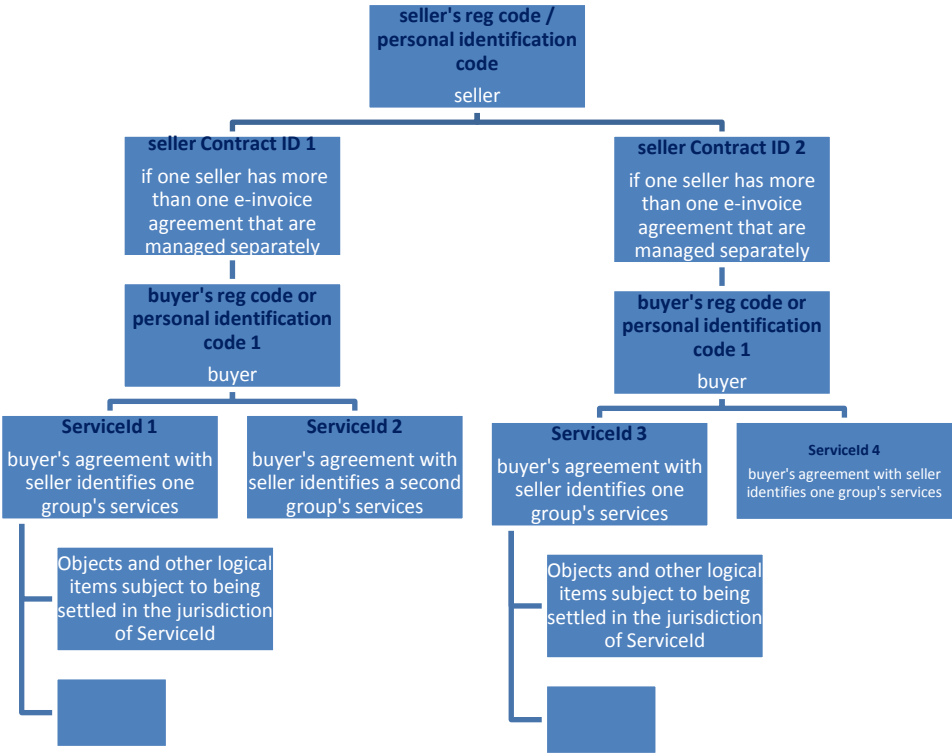 seller's reg code /
personal identification
code
seller
seller Contract ID 1
if one seller has more
than one e-invoice
agreement that are
managed separately
seller Contract ID 2
if one seller has more
than one e-invoice
agreement that are
managed separately
buyer's reg code or
personal identification
code 1
buyer
buyer's reg code or
personal identification
code 1
buyer
ServiceId 1
buyer's agreement with
seller identifies one
group's services
ServiceId 2
buyer's agreement with
seller identifies a second
group's services
ServiceId 3
buyer's agreement with
seller identifies one
group's services
ServiceId 4
buyer's agreement with seller
identifies one group's services
Objects and other logical
items subject to being
settled in the jurisdiction
of ServiceId
Objects and other logical
items subject to being
settled in the jurisdiction
of ServiceId